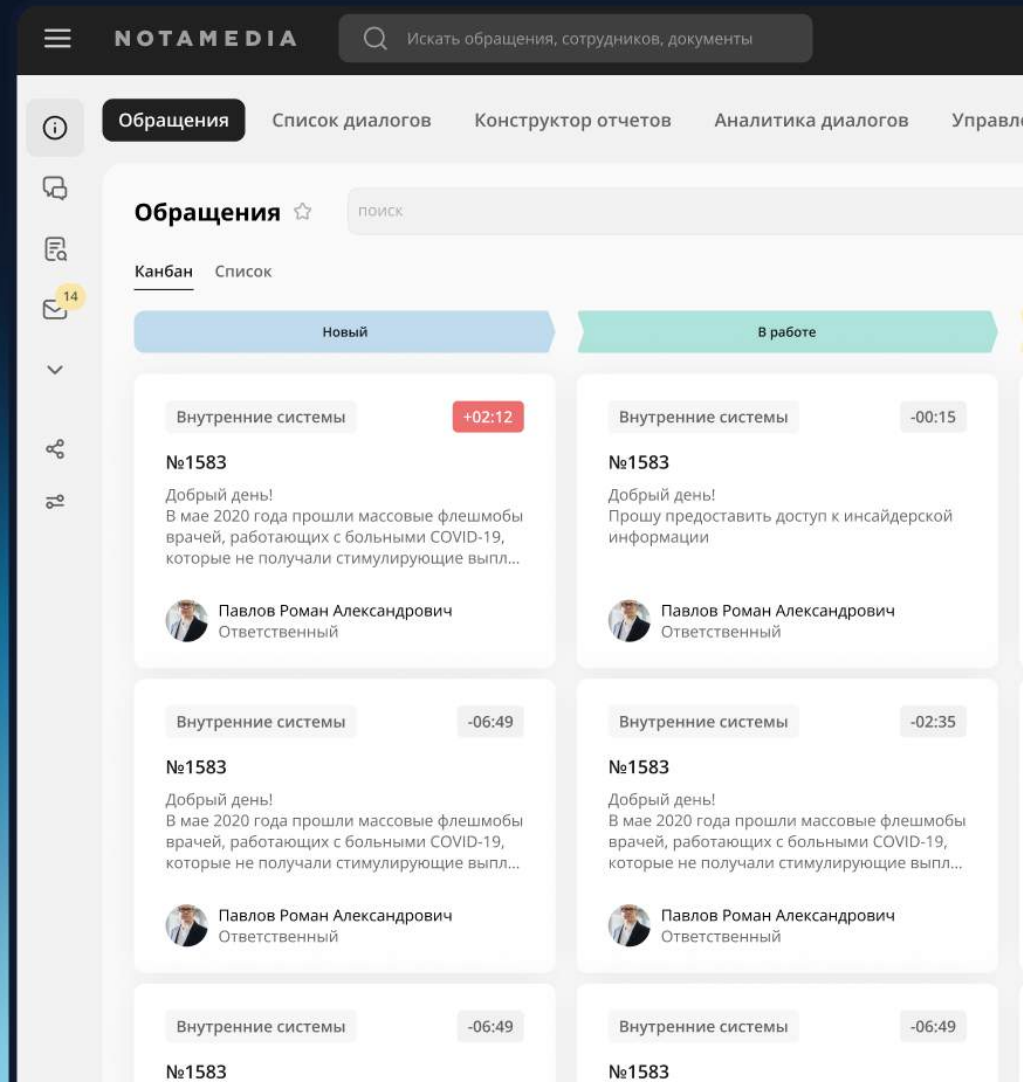 NOTAMEDIA
Искать обращения, сотрудников, документы
Обращения
Список диалогов
Конструктор отчетов
Аналитика диалогов
Обращения
поиск
14
Канбан
Список
Новый
Внутренние системы
+02:12
№1583
Добрый день!
В мае 2020 года прошли массовые флешмобы
врачей, работающих с больными COVID-19,
которые не получали стимулирующие выпл...
Павлов Роман Александрович
Ответственный
Внутренние системы
-06:49
№1583
Добрый день!
В мае 2020 года прошли массовые флешмобы
врачей, работающих с больными COVID-19,
которые не получали стимулирующие выпл...
Павлов Роман Александрович
Ответственный
Внутренние системы
-06:49
№1583
В работе
Внутренние системы
-00:15
№1583
Добрый день!
Прошу предоставить доступ к инсайдерской
информации
Павлов Роман Александрович
Ответственный
Внутренние системы
-02:35
№1583
Добрый день!
В мае 2020 года прошли массовые флешмобы
врачей, работающих с больными COVID-19,
которые не получали стимулирующие выпл...
Павлов Роман Александрович
Ответственный
Внутренние системы
-06:49
№1583